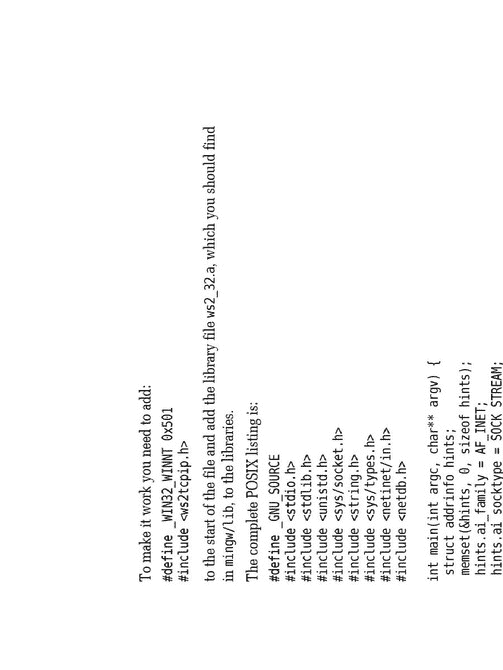 To make it work you need to add:
#define _WIN32_WINNT 0x501
#include <ws2tcpip.h>
to the start of the file and add the library file ws2_32.a, which you should find
in mingw/lib, to the libraries.
The complete POSIX listing is:
#define _GNU_SOURCE
#include <stdio.h>
#include <stdlib.h>
#include <unistd.h>
#include <sys/socket.h>
#include <string.h>
#include <sys/types.h>
#include <netinet/in.h>
#include <netdb.h>
int main(int argc, char** argv) {
struct addrinfo hints;
memset(&hints, 0, sizeof hints);
hints.ai_family = AF_INET;
hints.ai_socktype = SOCK_STREAM;